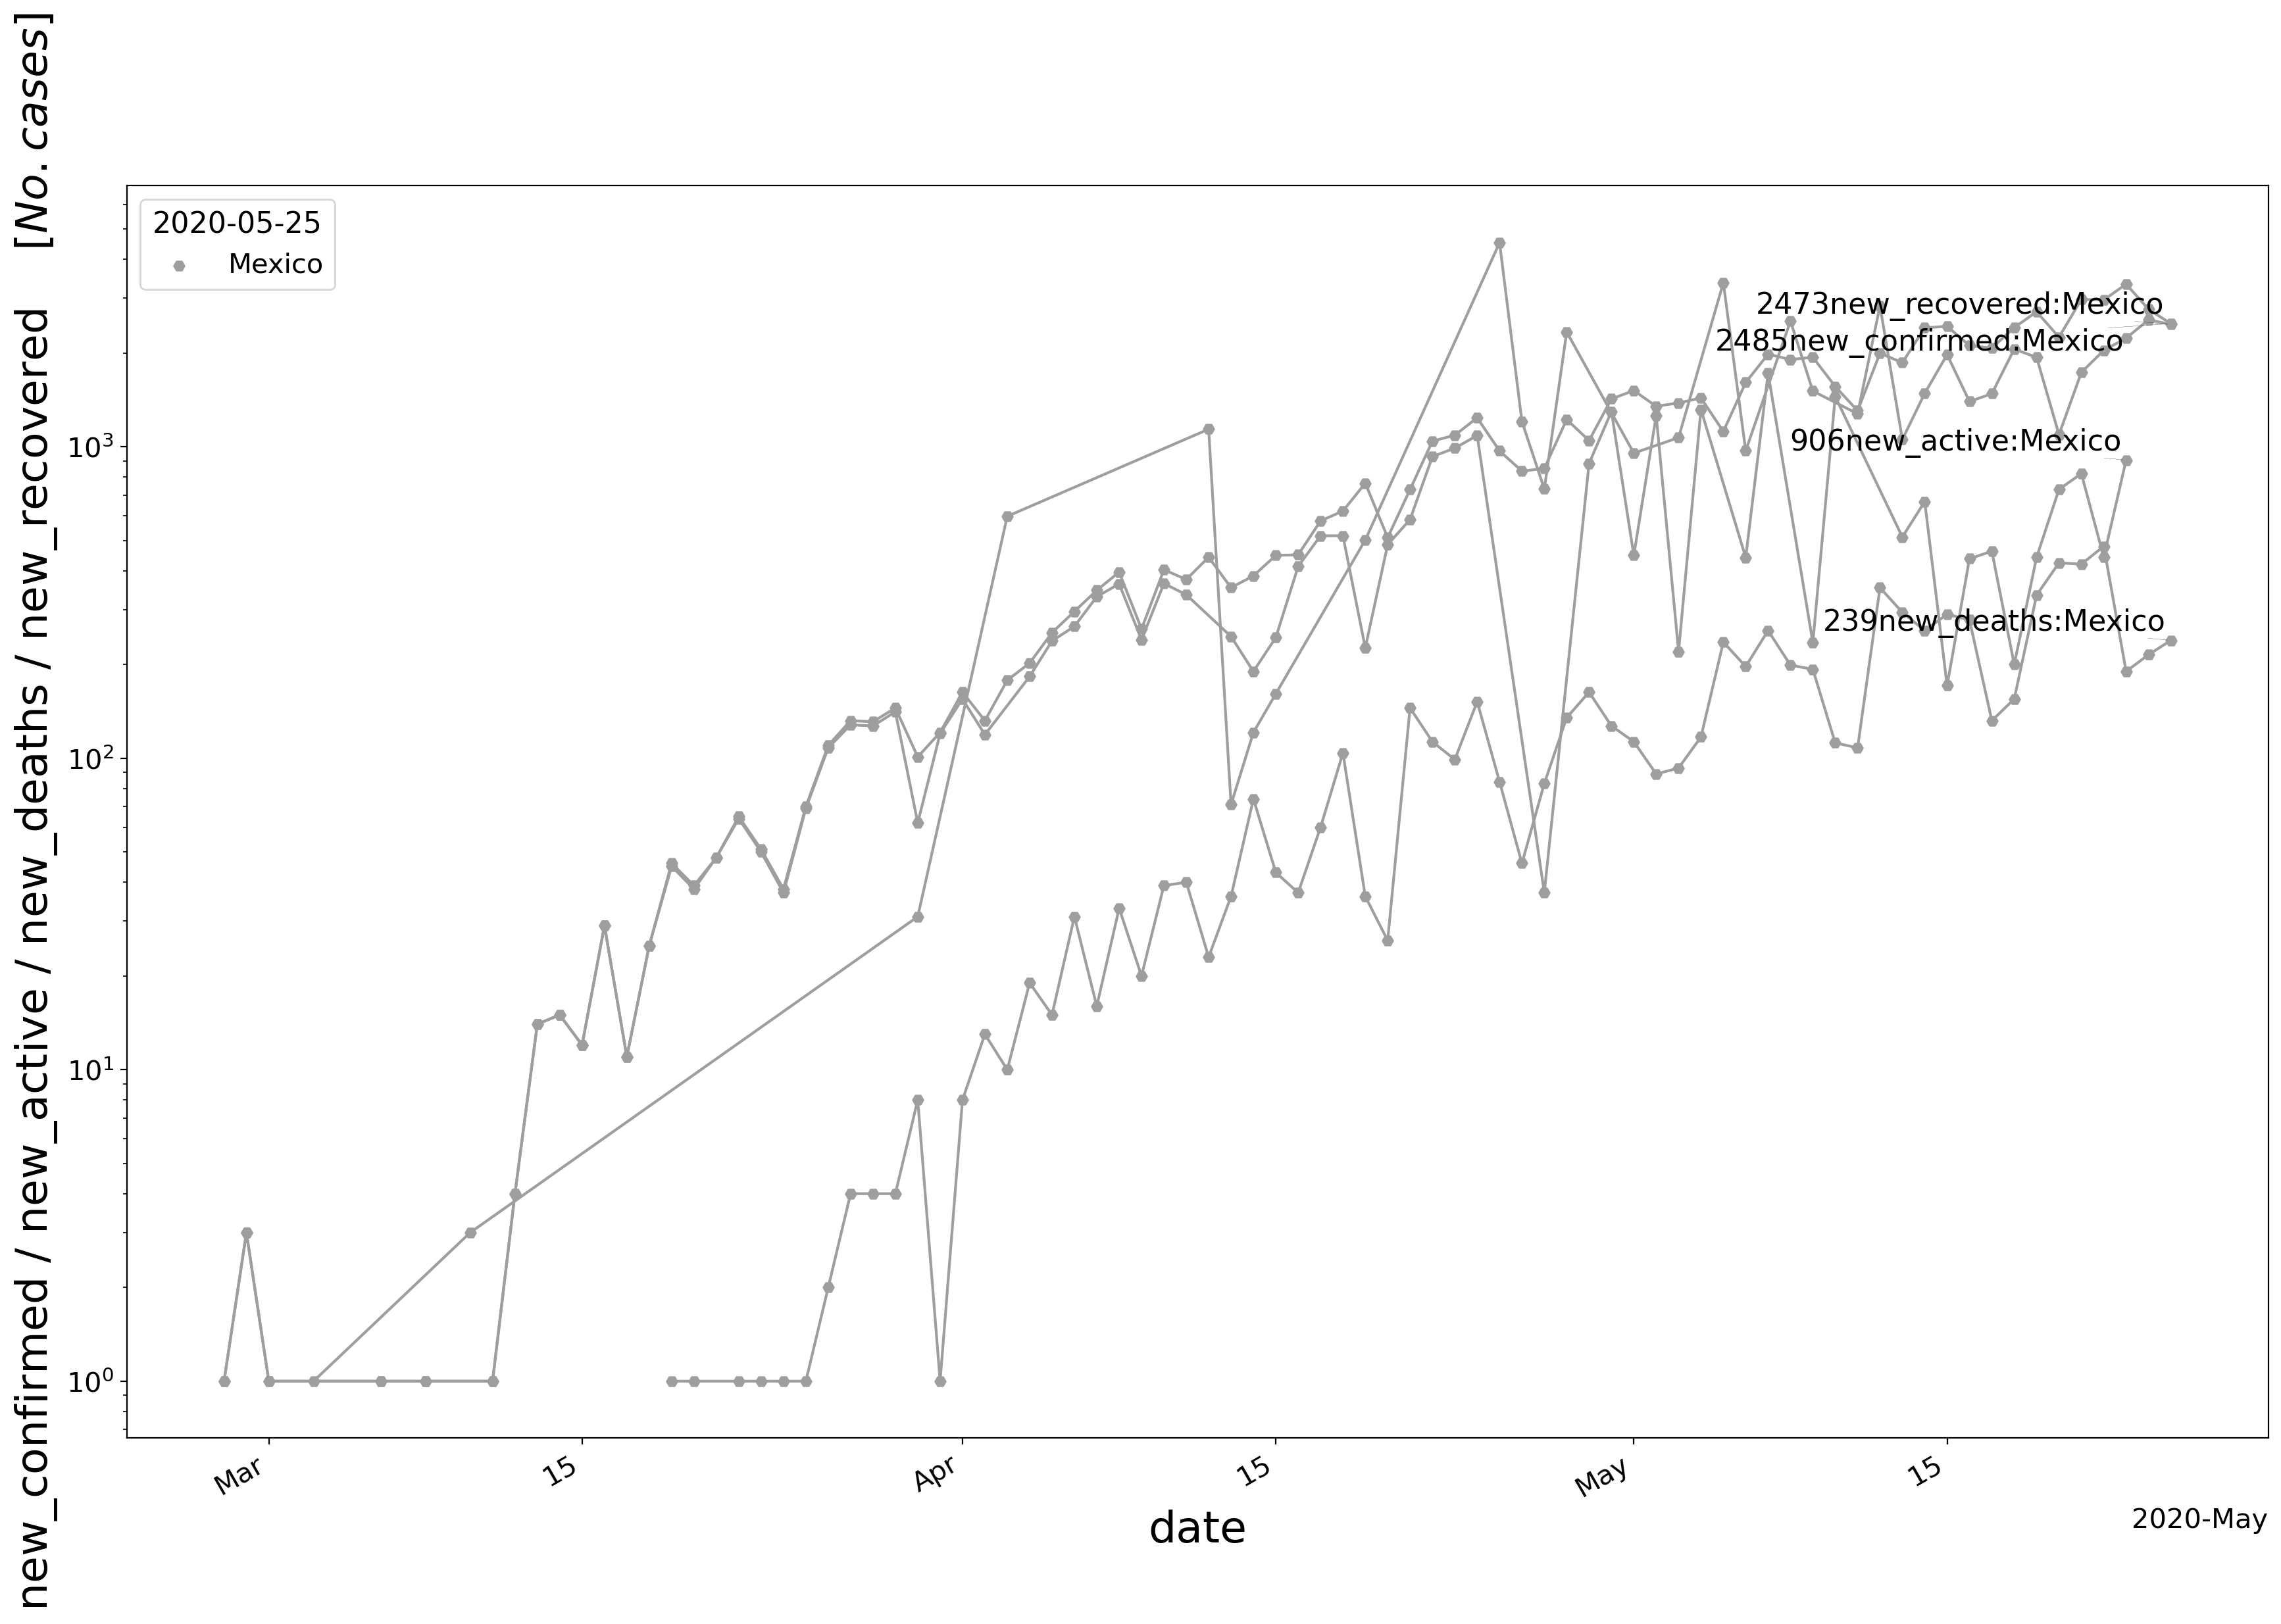 new_confirmed / new_active / new_deaths / new_recovered [No. cases]
2020-05-25
Mexico
2473new_recovered:Mexico
2485new_confirmed:Mexico
906new_active:Mexico
239new_deaths:Mexico
10³
10²
10¹
10⁰
Mar
15
Apr
15
May
15
date
2020-May